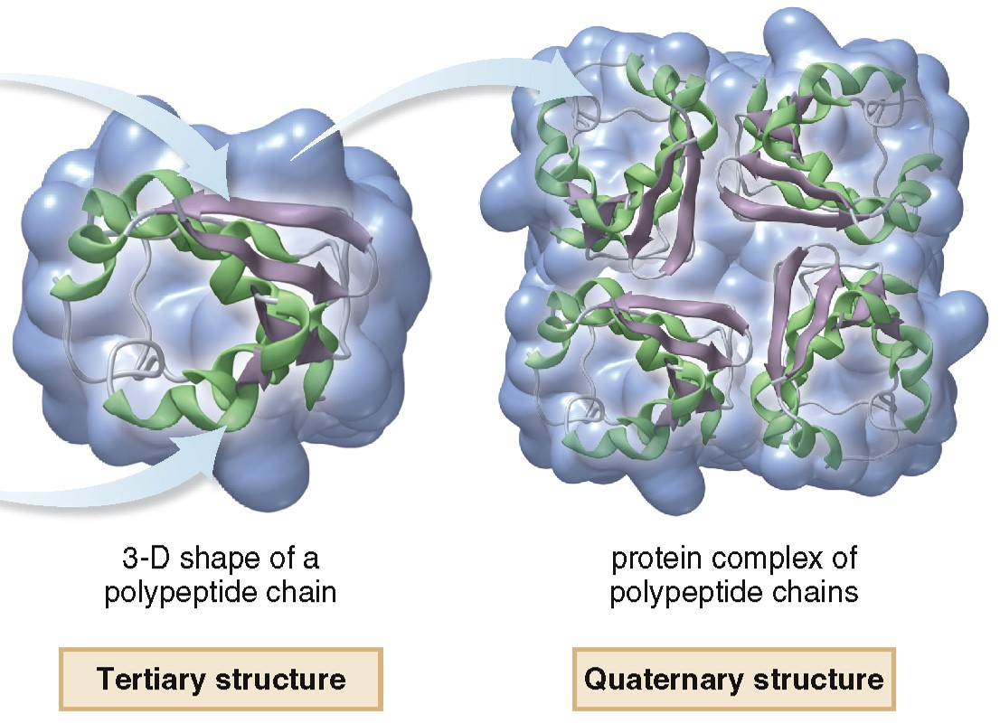 3-D shape of a
polypeptide chain
protein complex of
polypeptide chains
Tertiary structure
Quaternary structure